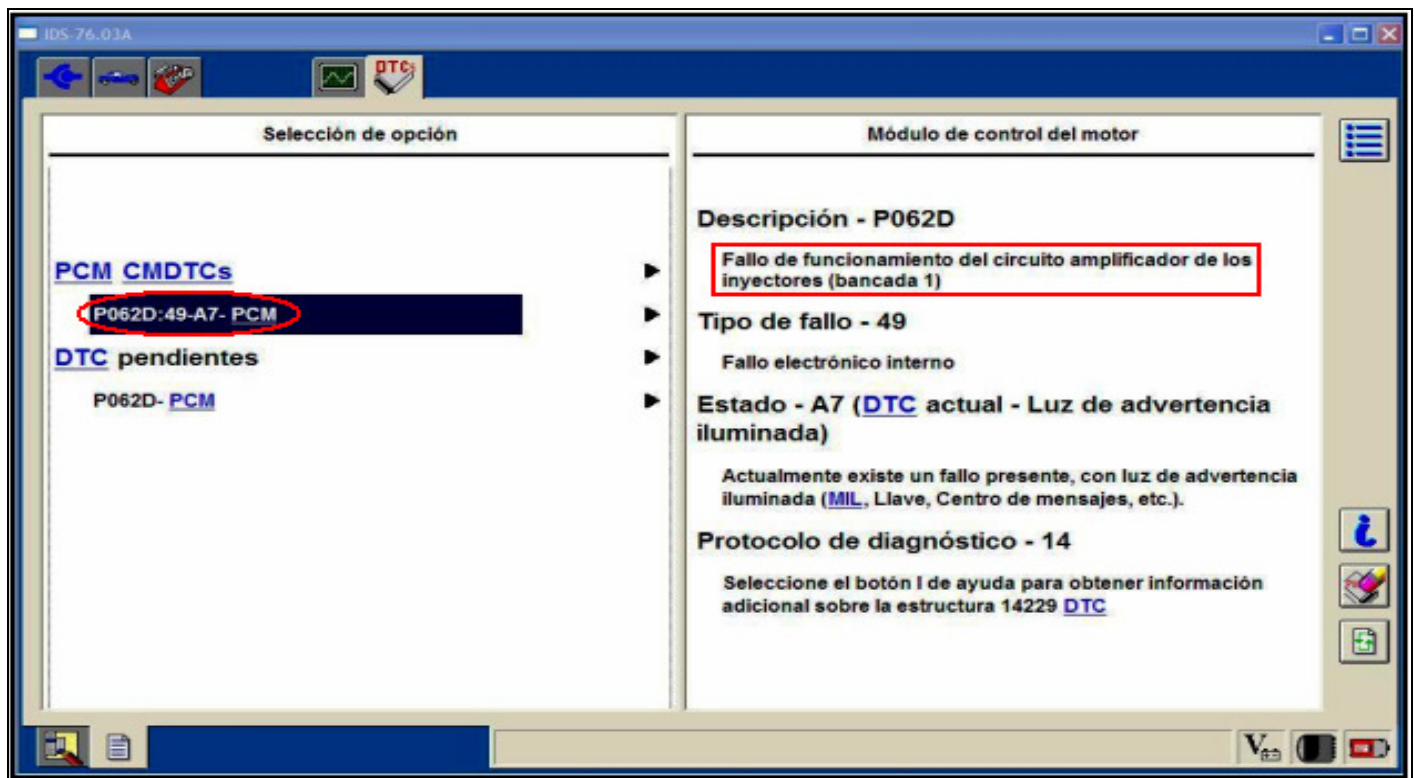 IDS-76.03A
DTCs
Selección de opción
PCM CMDTCs
P062D:49-A7- PCM
DTC pendientes
P062D- PCM
Módulo de control del motor
Descripción - P062D
Fallo de funcionamiento del circuito amplificador de los
inyectores (bancada 1)
Tipo de fallo - 49
Fallo electrónico interno
Estado - A7 (DTC actual - Luz de advertencia
iluminada)
Actualmente existe un fallo presente, con luz de advertencia
iluminada (MIL, Llave, Centro de mensajes, etc.).
Protocolo de diagnóstico - 14
Seleccione el botón I de ayuda para obtener información
adicional sobre la estructura 14229 DTC
i
V